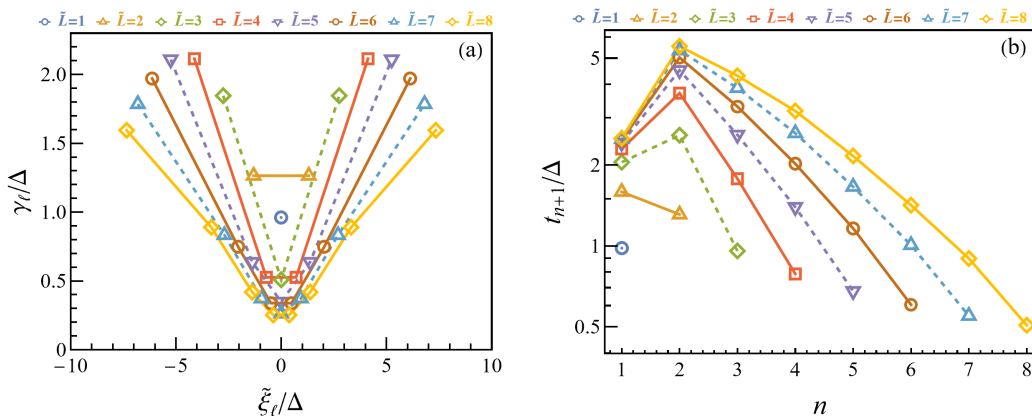 L̃=1 L̃=2 L̃=3 L̃=4 L̃=5 L̃=6 L̃=7 L̃=8
(a)
γℓ/Δ
2.0
1.5
1.0
0.5
0
−10 −5 0 5 10
ξ̃ℓ/Δ
L̃=1 L̃=2 L̃=3 L̃=4 L̃=5 L̃=6 L̃=7 L̃=8
(b)
tn+1/Δ
5
2
1
0.5
1 2 3 4 5 6 7 8
n